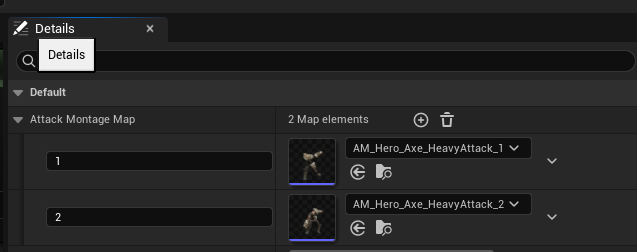 Details
Details
Default
Attack Montage Map
2 Map elements
1
AM_Hero_Axe_HeavyAttack_1
2
AM_Hero_Axe_HeavyAttack_2